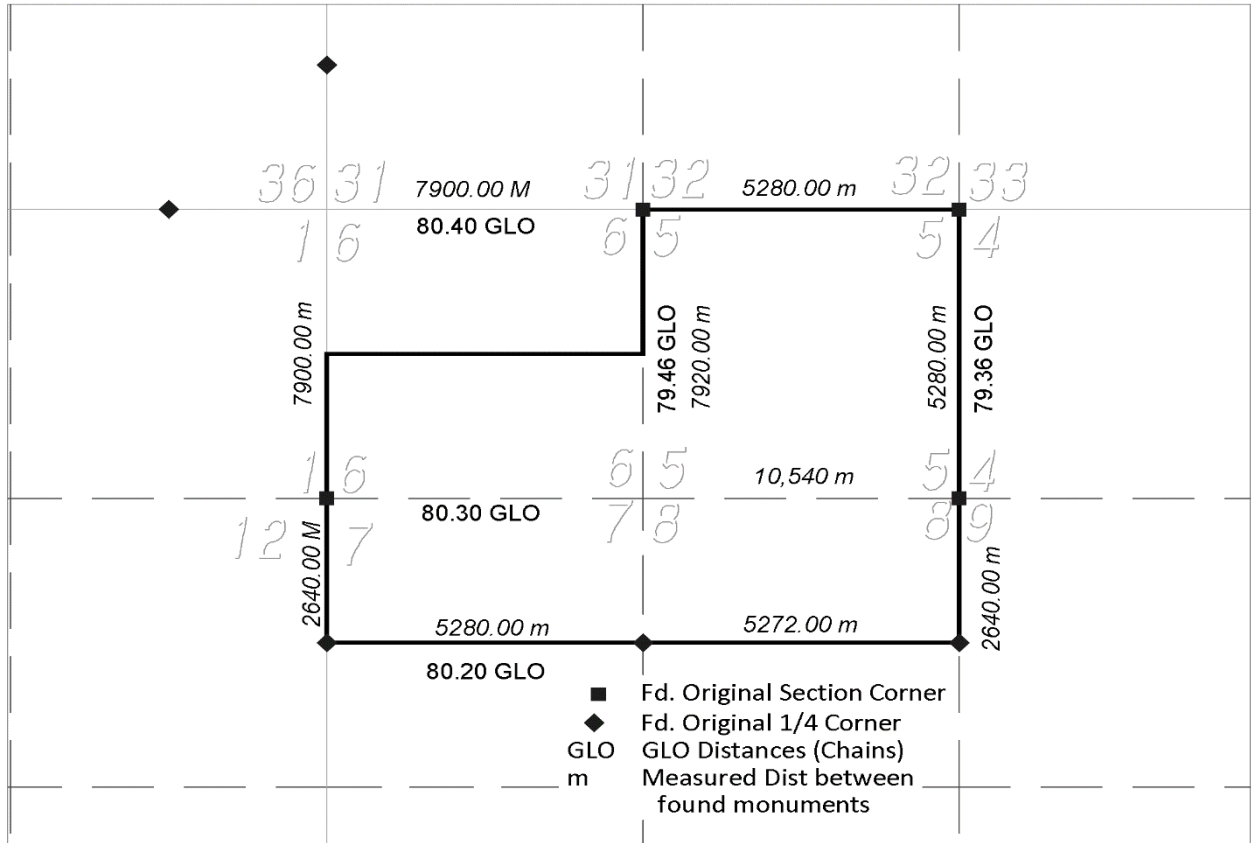 36 31 7900.00 M 31 32 5280.00 m 32 33
1 6 80.40 GLO 6 5 5 4
7900.00 m
79.46 GLO
7920.00 m
5280.00 m
79.36 GLO
1 6 6 5 10,540 m 5 4
12 7 80.30 GLO 7 8 8 9
2640.00 M
2640.00 m
5280.00 m 5272.00 m
80.20 GLO
Fd. Original Section Corner
Fd. Original 1/4 Corner
GLO GLO Distances (Chains)
m Measured Dist between
found monuments